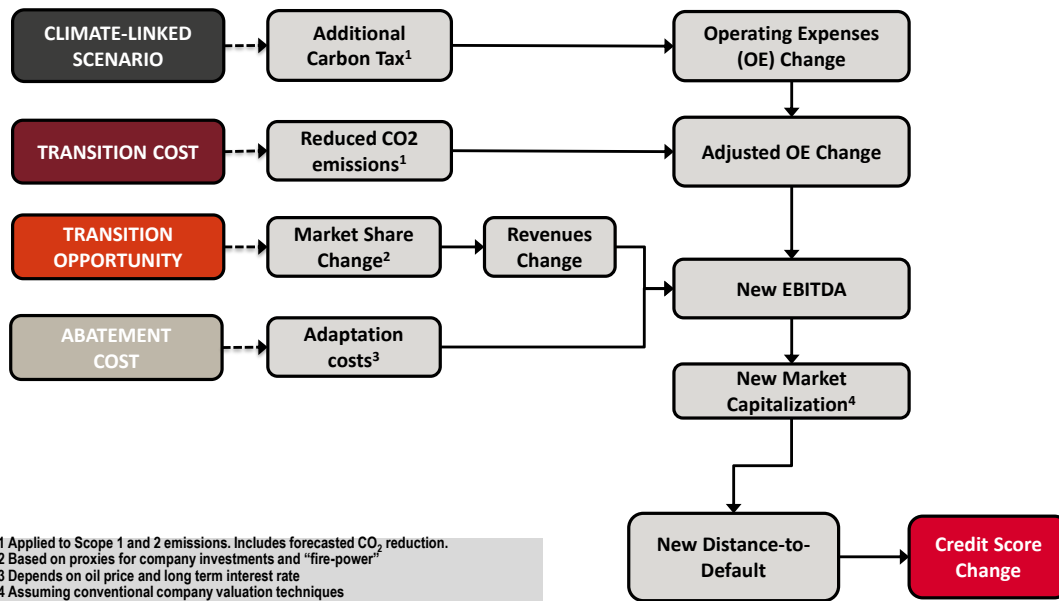 CLIMATE-LINKED
SCENARIO
Additional
Carbon Tax¹
Operating Expenses
(OE) Change
TRANSITION COST
Reduced CO2
emissions¹
Adjusted OE Change
TRANSITION
OPPORTUNITY
Market Share
Change²
Revenues
Change
New EBITDA
ABATEMENT
COST
Adaptation
costs³
New Market
Capitalization⁴
New Distance-to-
Default
Credit Score
Change
1 Applied to Scope 1 and 2 emissions. Includes forecasted CO₂ reduction.
2 Based on proxies for company investments and “fire-power”
3 Depends on oil price and long term interest rate
4 Assuming conventional company valuation techniques